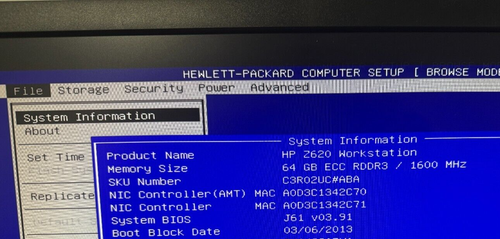 HEWLETT-PACKARD COMPUTER SETUP [ BROWSE MODE
File Storage Security Power Advanced
System Information
About
System Information
Set Time
Product Name HP Z620 Workstation
Memory Size 64 GB ECC RDDR3 / 1600 MHz
SKU Number C3R02UC#ABA
Replicate
NIC Controller(AMT) MAC A0D3C1342C70
NIC Controller MAC A0D3C1342C71
System BIOS J61 v03.91
Default
Boot Block Date 03/06/2013